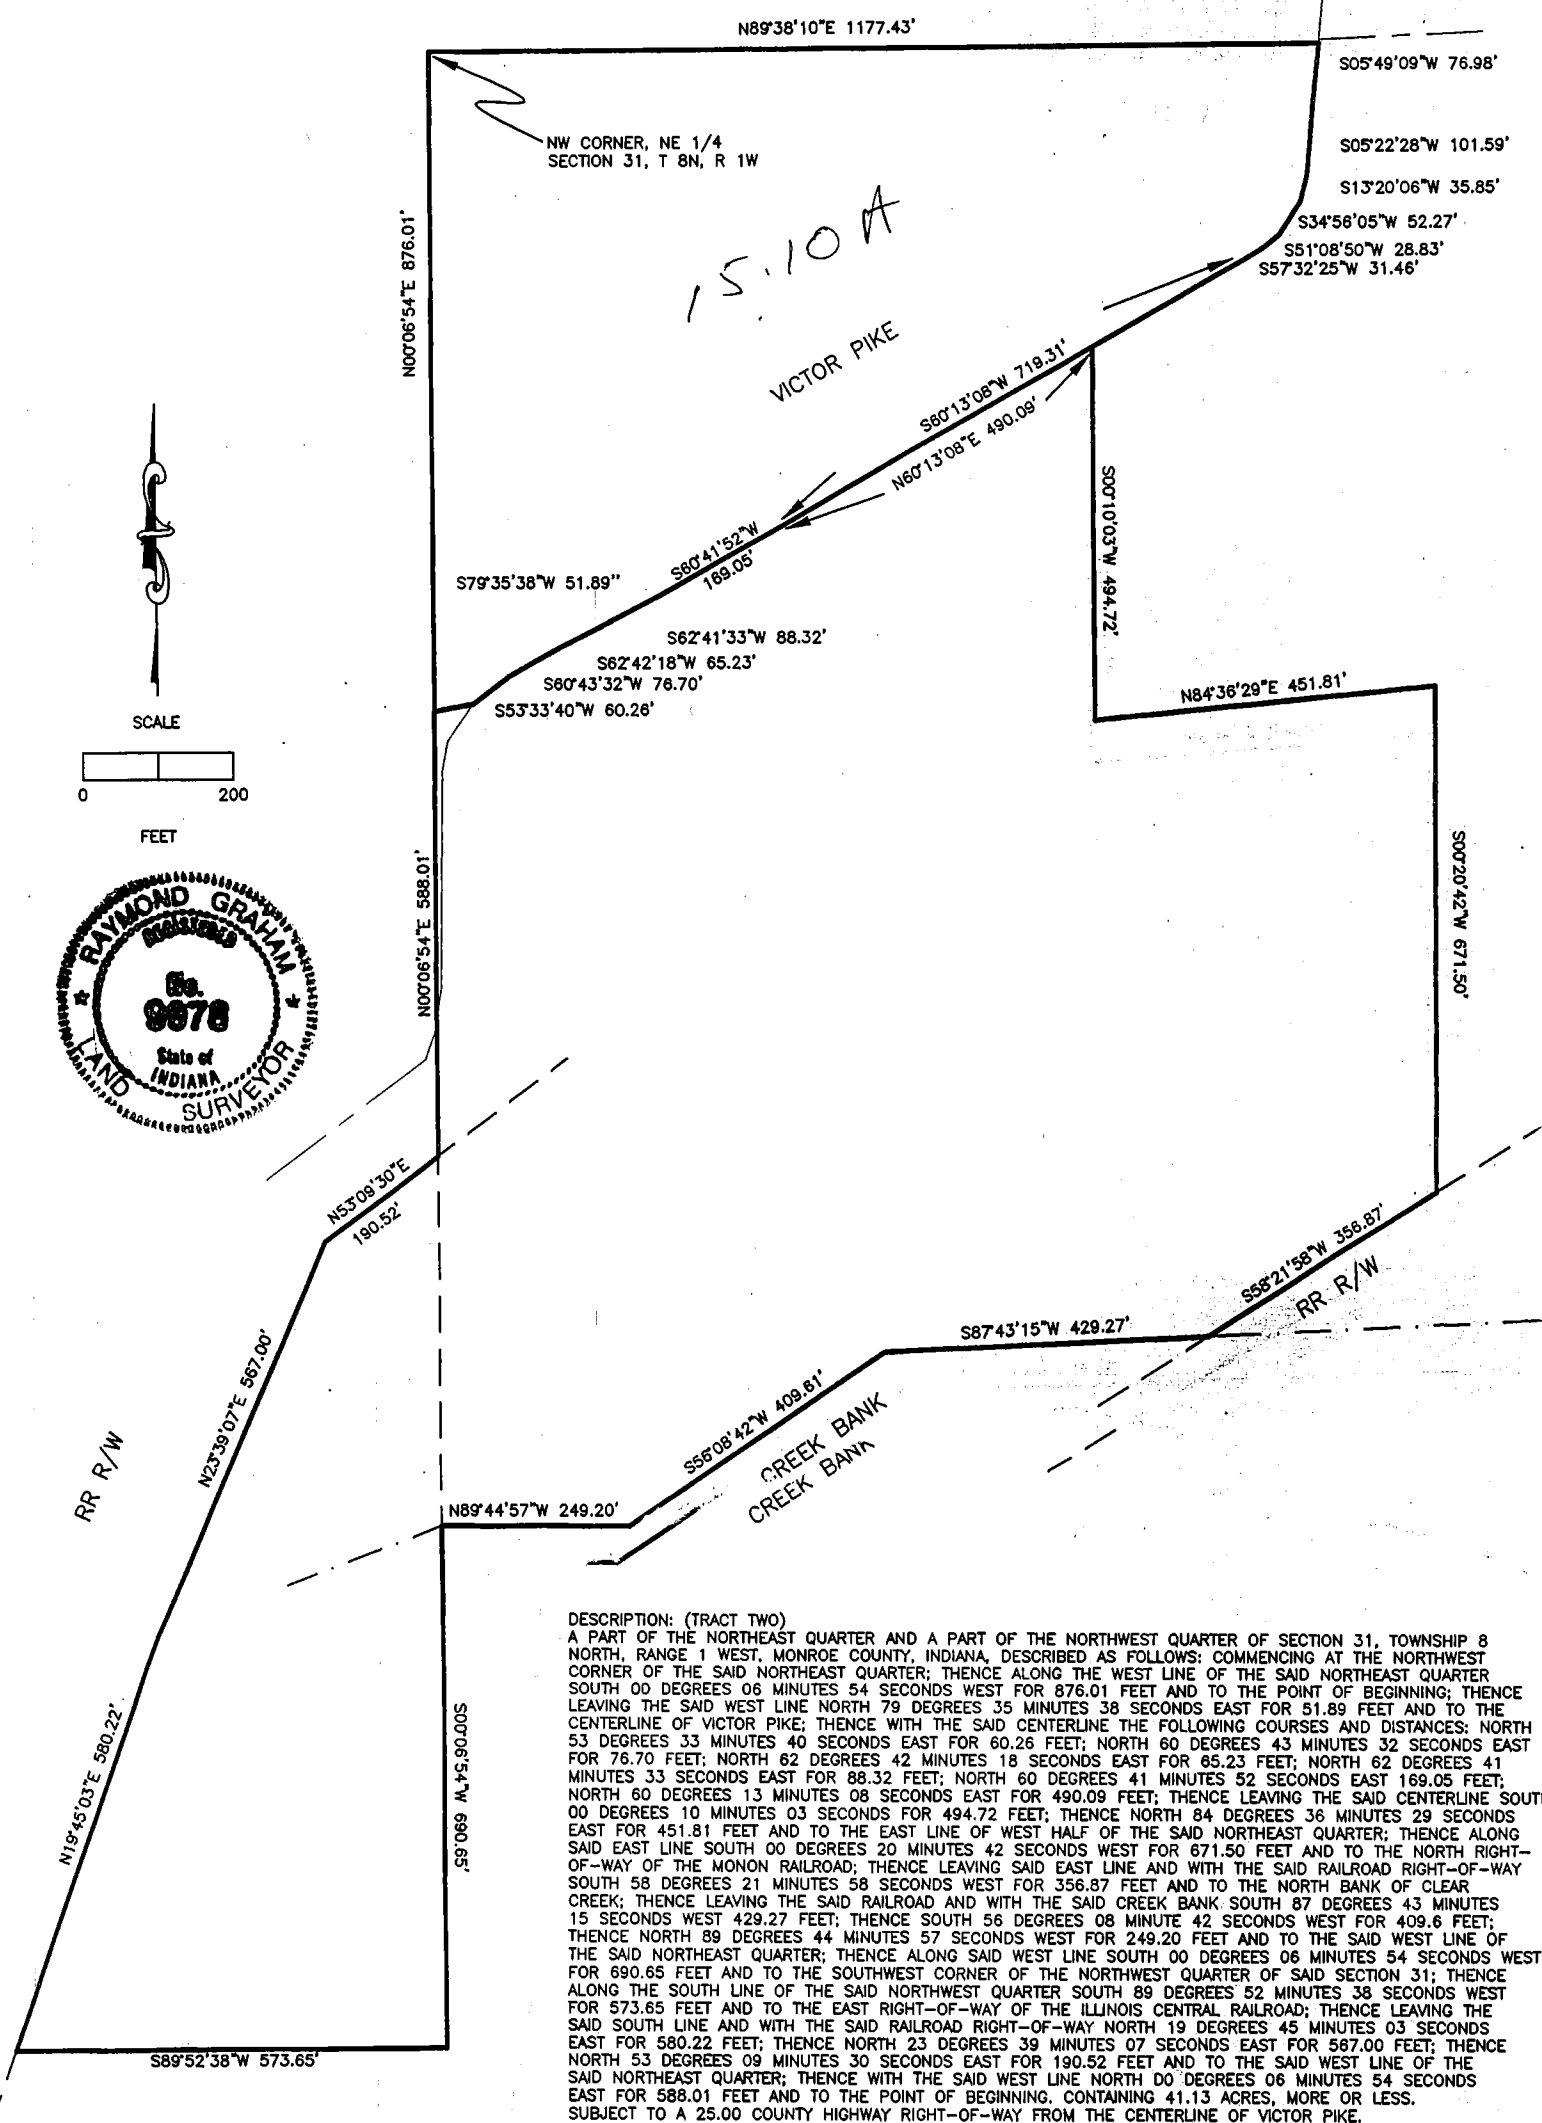 N89°38'10"E 1177.43'
S05°49'09"W 76.98'
NW CORNER, NE 1/4
SECTION 31, T 8N, R 1W
S05°22'28"W 101.59'
S13°20'06"W 35.85'
S34°56'05"W 52.27'
S51°08'50"W 28.83'
S57°32'25"W 31.46'
N00°06'54"E 876.01'
15.10 A
VICTOR PIKE
S60°13'08"W 719.31'
N60°13'08"E 490.09'
S00°10'03"W 494.72'
S60°41'52"W
169.05'
S79°35'38"W 51.89"
S62°41'33"W 88.32'
S62°42'18"W 65.23'
S60°43'32"W 76.70'
S53°33'40"W 60.26'
N84°36'29"E 451.81'
SCALE
0 200
FEET
RAYMOND GRAHAM
REGISTERED
No.
9978
State of
INDIANA
LAND SURVEYOR
N00°06'54"E 588.01'
S00°20'42"W 671.50'
N53°09'30"E
190.52'
S58°21'58"W 356.87'
RR R/W
S87°43'15"W 429.27'
N23°39'07"E 567.00'
S56°08'42"W 409.61'
CREEK BANK
CREEK BANK
RR R/W
N89°44'57"W 249.20'
N19°45'03"E 580.22'
S00°06'54"W 690.65'
S89°52'38"W 573.65'
DESCRIPTION: (TRACT TWO)
A PART OF THE NORTHEAST QUARTER AND A PART OF THE NORTHWEST QUARTER OF SECTION 31, TOWNSHIP 8
NORTH, RANGE 1 WEST, MONROE COUNTY, INDIANA, DESCRIBED AS FOLLOWS: COMMENCING AT THE NORTHWEST
CORNER OF THE SAID NORTHEAST QUARTER; THENCE ALONG THE WEST LINE OF THE SAID NORTHEAST QUARTER
SOUTH 00 DEGREES 06 MINUTES 54 SECONDS WEST FOR 876.01 FEET AND TO THE POINT OF BEGINNING; THENCE
LEAVING THE SAID WEST LINE NORTH 79 DEGREES 35 MINUTES 38 SECONDS EAST FOR 51.89 FEET AND TO THE
CENTERLINE OF VICTOR PIKE; THENCE WITH THE SAID CENTERLINE THE FOLLOWING COURSES AND DISTANCES: NORTH
53 DEGREES 33 MINUTES 40 SECONDS EAST FOR 60.26 FEET; NORTH 60 DEGREES 43 MINUTES 32 SECONDS EAST
FOR 76.70 FEET; NORTH 62 DEGREES 42 MINUTES 18 SECONDS EAST FOR 65.23 FEET; NORTH 62 DEGREES 41
MINUTES 33 SECONDS EAST FOR 88.32 FEET; NORTH 60 DEGREES 41 MINUTES 52 SECONDS EAST 169.05 FEET;
NORTH 60 DEGREES 13 MINUTES 08 SECONDS EAST FOR 490.09 FEET; THENCE LEAVING THE SAID CENTERLINE SOUT
00 DEGREES 10 MINUTES 03 SECONDS FOR 494.72 FEET; THENCE NORTH 84 DEGREES 36 MINUTES 29 SECONDS
EAST FOR 451.81 FEET AND TO THE EAST LINE OF WEST HALF OF THE SAID NORTHEAST QUARTER; THENCE ALONG
SAID EAST LINE SOUTH 00 DEGREES 20 MINUTES 42 SECONDS WEST FOR 671.50 FEET AND TO THE NORTH RIGHT-
OF-WAY OF THE MONON RAILROAD; THENCE LEAVING SAID EAST LINE AND WITH THE SAID RAILROAD RIGHT-OF-WAY
SOUTH 58 DEGREES 21 MINUTES 58 SECONDS WEST FOR 356.87 FEET AND TO THE NORTH BANK OF CLEAR
CREEK; THENCE LEAVING THE SAID RAILROAD AND WITH THE SAID CREEK BANK SOUTH 87 DEGREES 43 MINUTES
15 SECONDS WEST 429.27 FEET; THENCE SOUTH 56 DEGREES 08 MINUTE 42 SECONDS WEST FOR 409.6 FEET;
THENCE NORTH 89 DEGREES 44 MINUTES 57 SECONDS WEST FOR 249.20 FEET AND TO THE SAID WEST LINE OF
THE SAID NORTHEAST QUARTER; THENCE ALONG SAID WEST LINE SOUTH 00 DEGREES 06 MINUTES 54 SECONDS WEST
FOR 690.65 FEET AND TO THE SOUTHWEST CORNER OF THE NORTHWEST QUARTER OF SAID SECTION 31; THENCE
ALONG THE SOUTH LINE OF THE SAID NORTHWEST QUARTER SOUTH 89 DEGREES 52 MINUTES 38 SECONDS WEST
FOR 573.65 FEET AND TO THE EAST RIGHT-OF-WAY OF THE ILLINOIS CENTRAL RAILROAD; THENCE LEAVING THE
SAID SOUTH LINE AND WITH THE SAID RAILROAD RIGHT-OF-WAY NORTH 19 DEGREES 45 MINUTES 03 SECONDS
EAST FOR 580.22 FEET; THENCE NORTH 23 DEGREES 39 MINUTES 07 SECONDS EAST FOR 567.00 FEET; THENCE
NORTH 53 DEGREES 09 MINUTES 30 SECONDS EAST FOR 190.52 FEET AND TO THE SAID WEST LINE OF THE
SAID NORTHEAST QUARTER; THENCE WITH THE SAID WEST LINE NORTH 00 DEGREES 06 MINUTES 54 SECONDS
EAST FOR 588.01 FEET AND TO THE POINT OF BEGINNING. CONTAINING 41.13 ACRES, MORE OR LESS.
SUBJECT TO A 25.00 COUNTY HIGHWAY RIGHT-OF-WAY FROM THE CENTERLINE OF VICTOR PIKE.